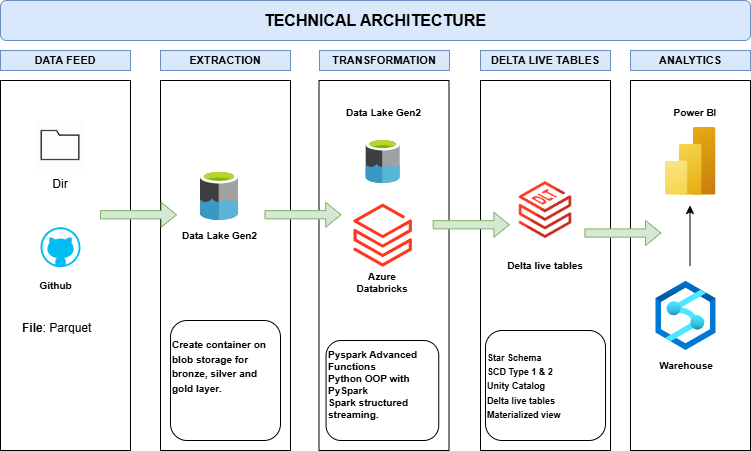 TECHNICAL ARCHITECTURE
DATA FEED
EXTRACTION
TRANSFORMATION
DELTA LIVE TABLES
ANALYTICS
Dir
Github
File: Parquet
Data Lake Gen2
Create container on
blob storage for
bronze, silver and
gold layer.
Data Lake Gen2
Azure
Databricks
Pyspark Advanced
Functions
Python OOP with
PySpark
Spark structured
streaming.
DLT
Delta live tables
Star Schema
SCD Type 1 & 2
Unity Catalog
Delta live tables
Materialized view
Power BI
Warehouse